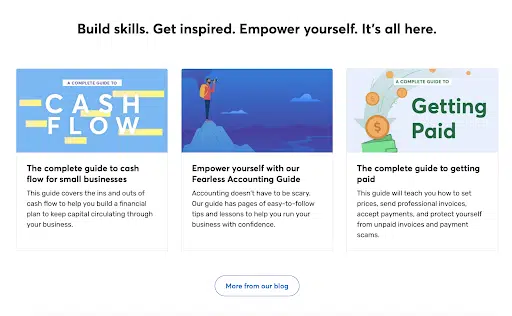 Build skills. Get inspired. Empower yourself. It's all here.
A COMPLETE GUIDE TO
CASH
FLOW
The complete guide to cash
flow for small businesses
This guide covers the ins and outs of
cash flow to help you build a financial
plan to keep capital circulating through
your business.
Empower yourself with our
Fearless Accounting Guide
Accounting doesn't have to be scary.
Our guide has pages of easy-to-follow
tips and lessons to help you run your
business with confidence.
A COMPLETE GUIDE TO
Getting
Paid
The complete guide to getting
paid
This guide will teach you how to set
prices, send professional invoices,
accept payments, and protect yourself
from unpaid invoices and payment
scams.
More from our blog